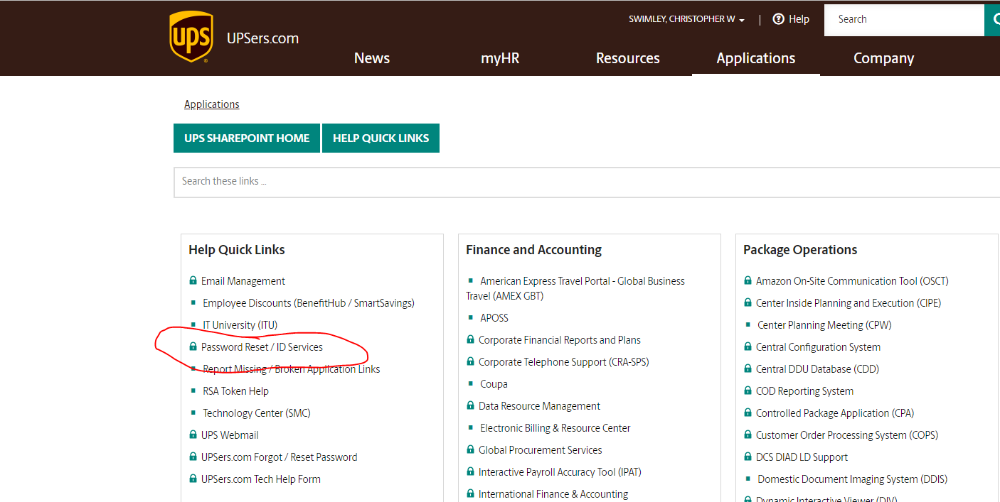 SWIMLEY, CHRISTOPHER W
Help
Search
ups
UPSers.com
News
myHR
Resources
Applications
Company
Applications
UPS SHAREPOINT HOME
HELP QUICK LINKS
Search these links ...
Help Quick Links
Email Management
Employee Discounts (BenefitHub / SmartSavings)
IT University (ITU)
Password Reset / ID Services
Report Missing / Broken Application Links
RSA Token Help
Technology Center (SMC)
UPS Webmail
UPSers.com Forgot / Reset Password
UPSers.com Tech Help Form
Finance and Accounting
American Express Travel Portal - Global Business
Travel (AMEX GBT)
APOSS
Corporate Financial Reports and Plans
Corporate Telephone Support (CRA-SPS)
Coupa
Data Resource Management
Electronic Billing & Resource Center
Global Procurement Services
Interactive Payroll Accuracy Tool (IPAT)
International Finance & Accounting
Package Operations
Amazon On-Site Communication Tool (OSCT)
Center Inside Planning and Execution (CIPE)
Center Planning Meeting (CPW)
Central Configuration System
Central DDU Database (CDD)
COD Reporting System
Controlled Package Application (CPA)
Customer Order Processing System (COPS)
DCS DIAD LD Support
Domestic Document Imaging System (DDIS)
Dynamic Interactive Viewer (DIV)